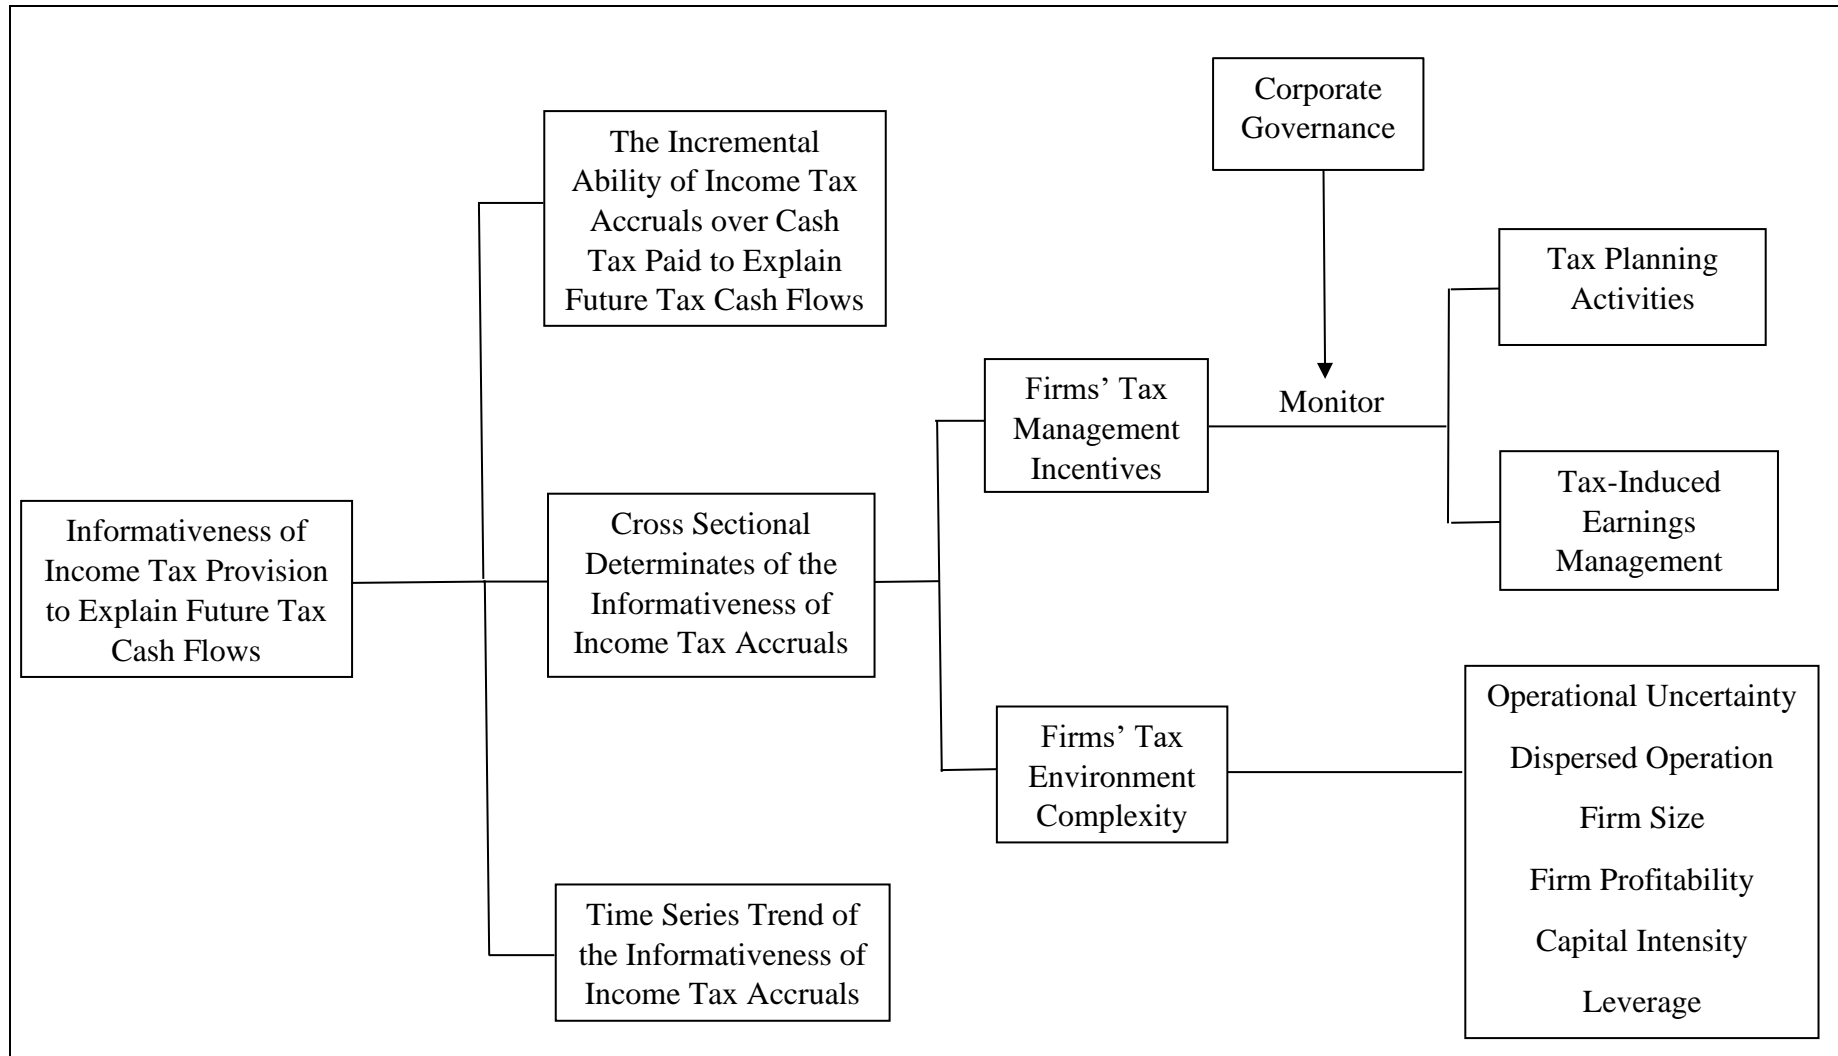 Informativeness of
Income Tax Provision
to Explain Future Tax
Cash Flows
The Incremental
Ability of Income Tax
Accruals over Cash
Tax Paid to Explain
Future Tax Cash Flows
Cross Sectional
Determinates of the
Informativeness of
Income Tax Accruals
Time Series Trend of
the Informativeness of
Income Tax Accruals
Firms’ Tax
Management
Incentives
Firms’ Tax
Environment
Complexity
Corporate
Governance
Monitor
Tax Planning
Activities
Tax-Induced
Earnings
Management
Operational Uncertainty
Dispersed Operation
Firm Size
Firm Profitability
Capital Intensity
Leverage